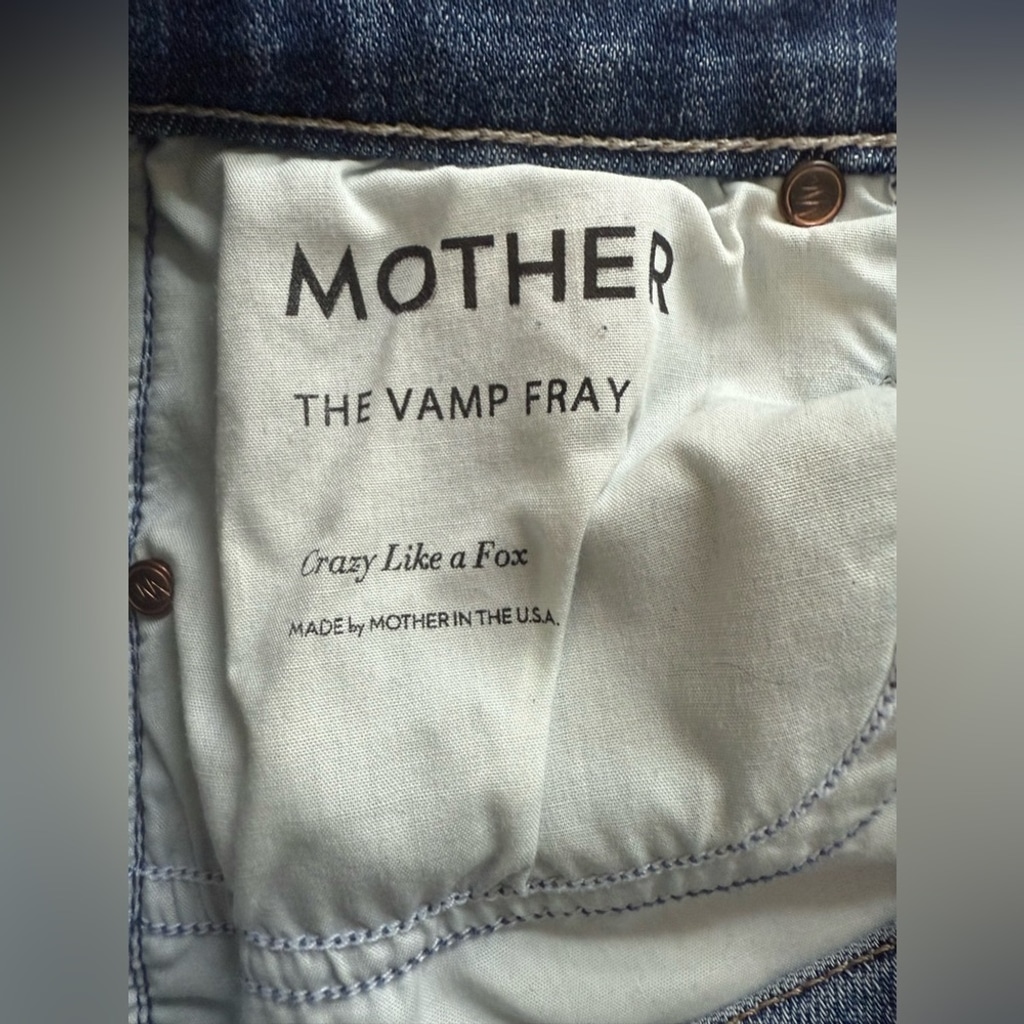 MOTHER
THE VAMP FRAY
Crazy Like a Fox
MADE by MOTHER IN THE U.S.A.